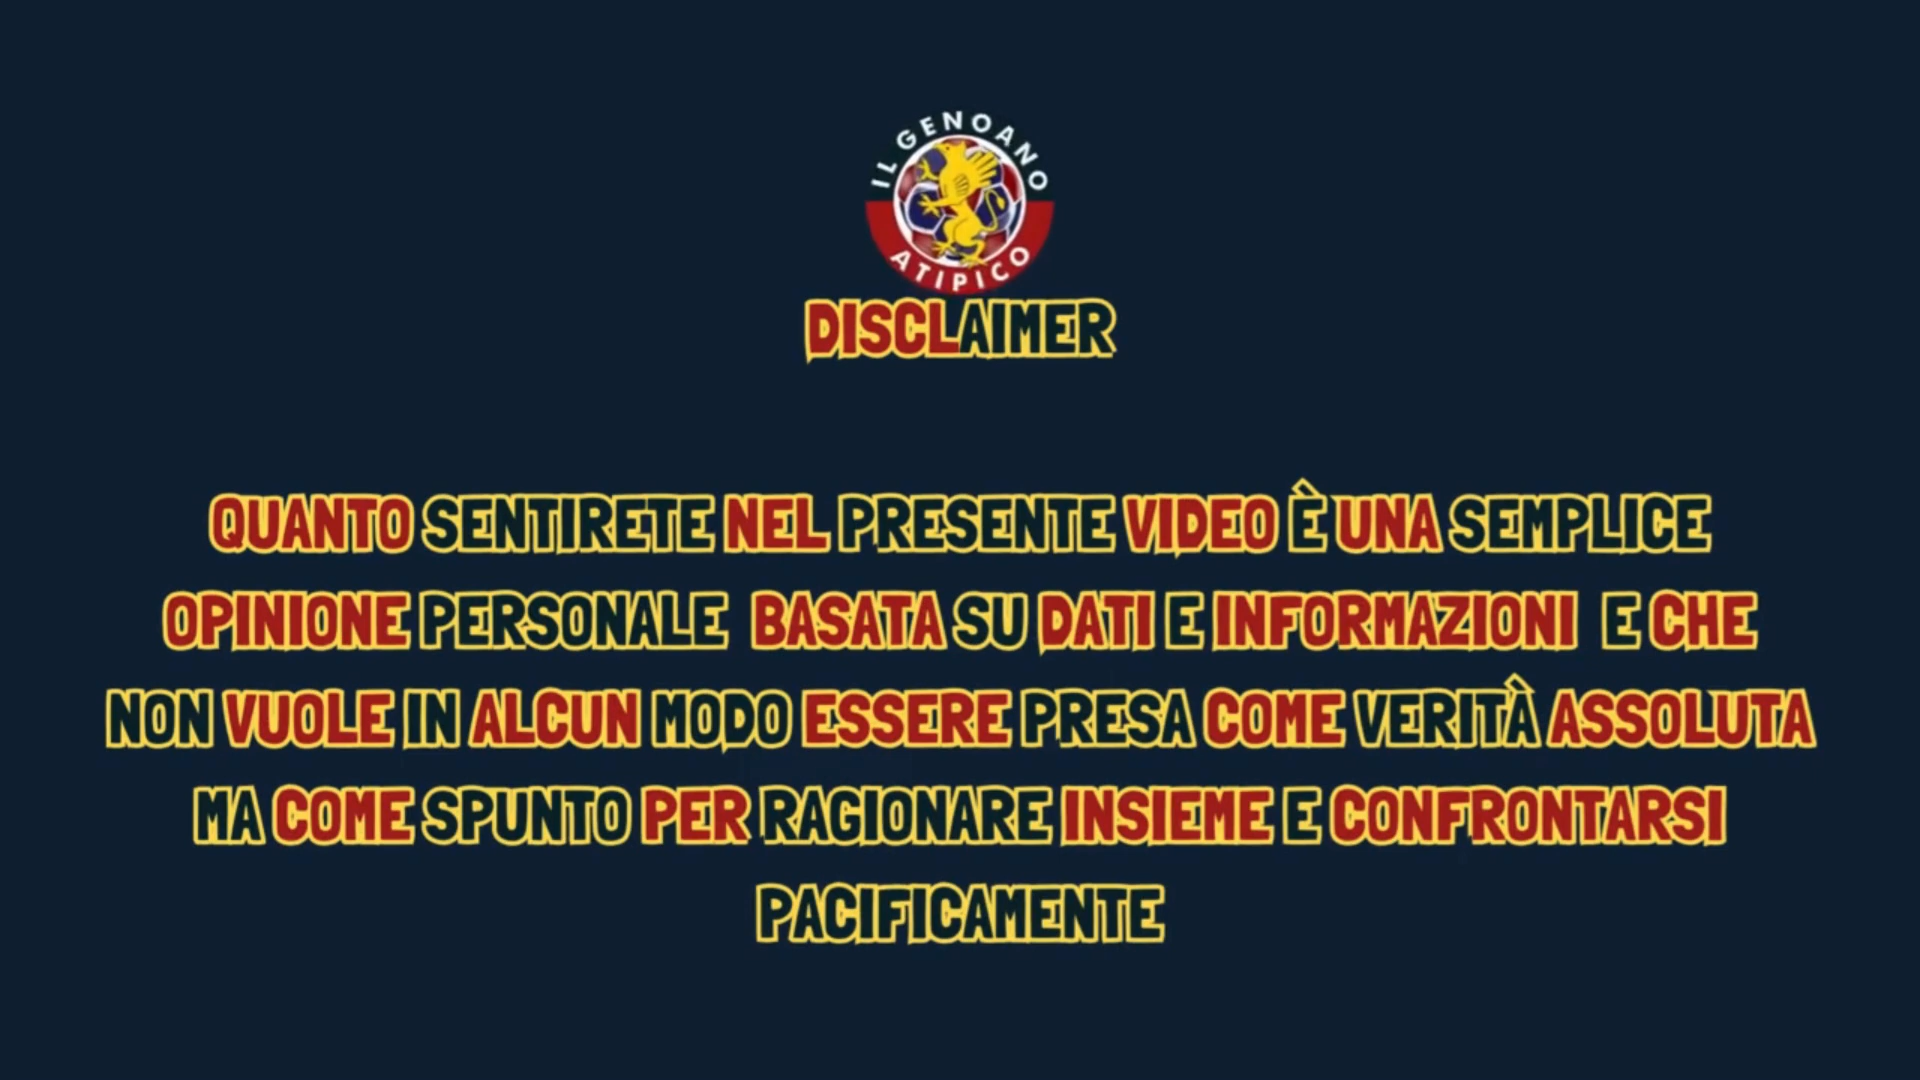 IL GENOANO
ATIPICO
DISCLAIMER
QUANTO SENTIRETE NEL PRESENTE VIDEO È UNA SEMPLICE
OPINIONE PERSONALE BASATA SU DATI E INFORMAZIONI E CHE
NON VUOLE IN ALCUN MODO ESSERE PRESA COME VERITÀ ASSOLUTA
MA COME SPUNTO PER RAGIONARE INSIEME E CONFRONTARSI
PACIFICAMENTE